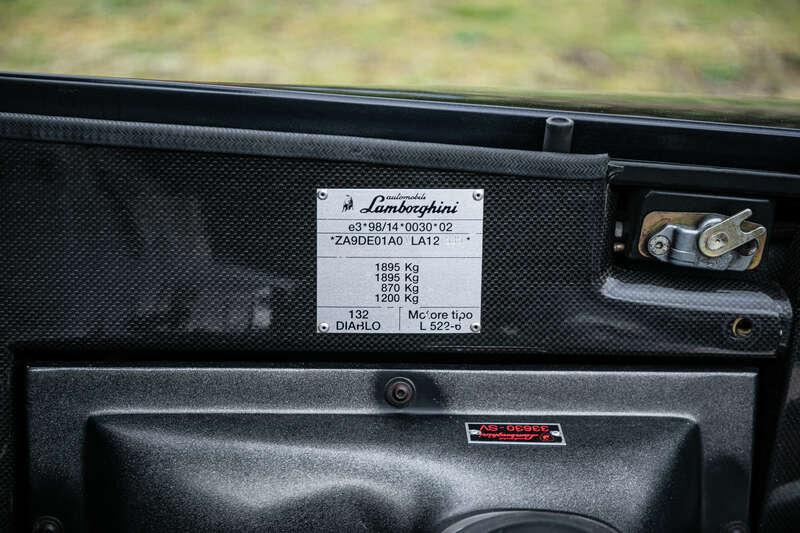 automobili
Lamborghini
e3*98/14*0030*02
*ZA9DE01A0 LA12 *
1895 Kg
1895 Kg
870 Kg
1200 Kg
132 Motore tipo
DIABLO L 522-6
Lamborghini
33630-SV